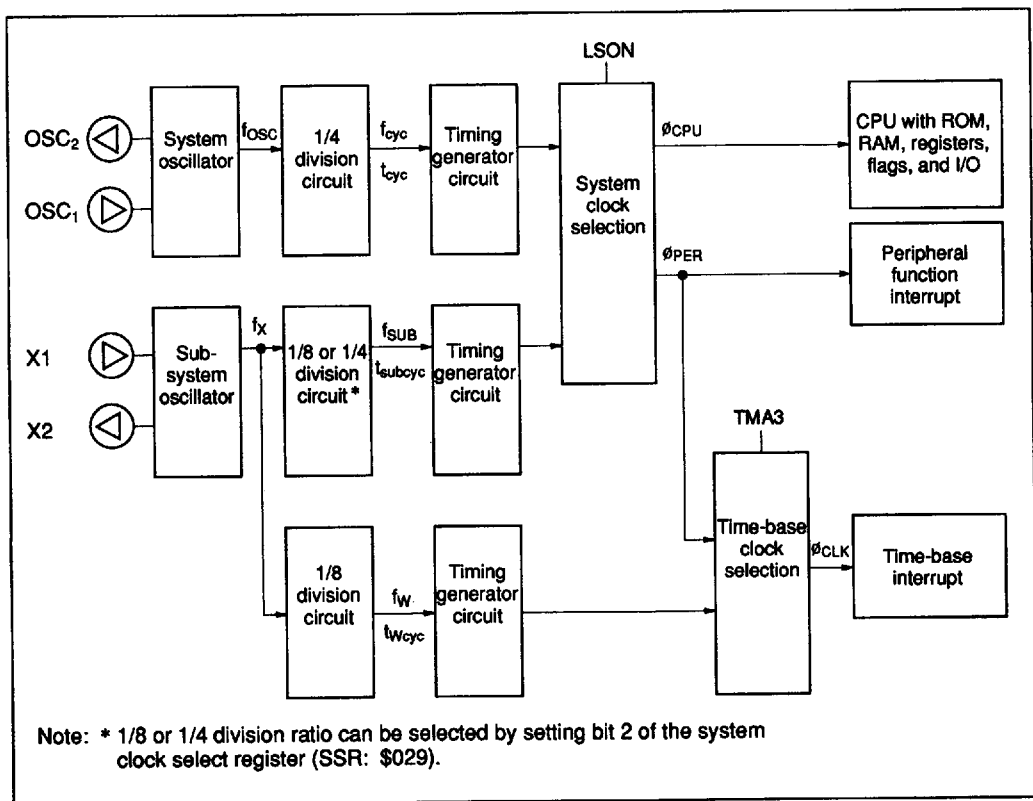 LSON
OSC2
OSC1
System
oscillator
fOSC
1/4
division
circuit
fcyc
tcyc
Timing
generator
circuit
System
clock
selection
øCPU
CPU with ROM,
RAM, registers,
flags, and I/O
øPER
Peripheral
function
interrupt
X1
X2
Sub-
system
oscillator
fX
1/8 or 1/4
division
circuit*
fSUB
tsubcyc
Timing
generator
circuit
TMA3
1/8
division
circuit
fW
tWcyc
Timing
generator
circuit
Time-base
clock
selection
øCLK
Time-base
interrupt
Note: * 1/8 or 1/4 division ratio can be selected by setting bit 2 of the system
clock select register (SSR: $029).